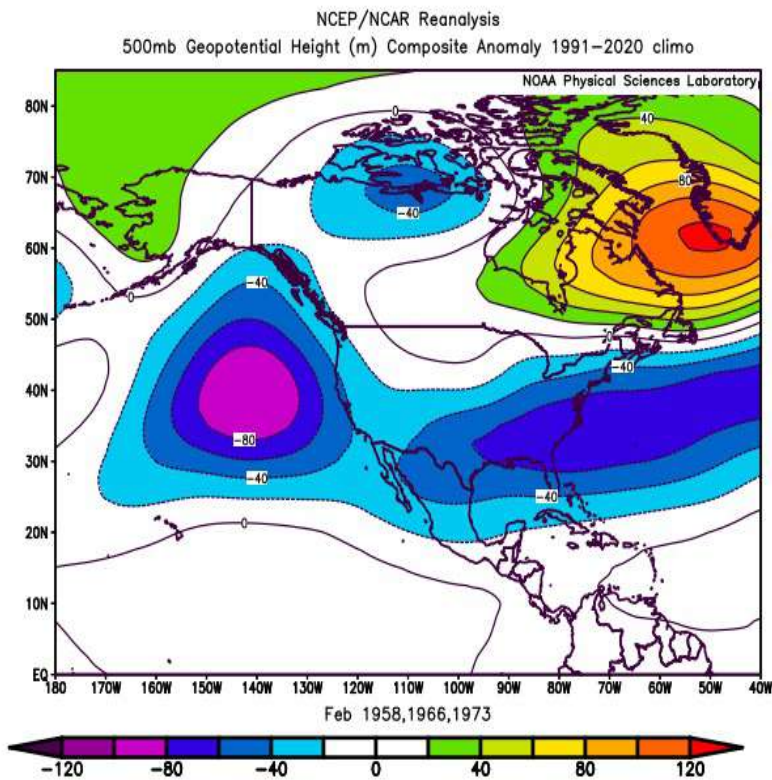 NCEP/NCAR Reanalysis
500mb Geopotential Height (m) Composite Anomaly 1991-2020 climo
NOAA Physical Sciences Laboratory
80N
0
40
70N
80
-40
60N
-40
0
50N
0
-40
40N
-80
30N
-40
-40
20N
0
10N
0
EQ
180 170W 160W 150W 140W 130W 120W 110W 100W 90W 80W 70W 60W 50W 40W
Feb 1958,1966,1973
-120 -80 -40 0 40 80 120